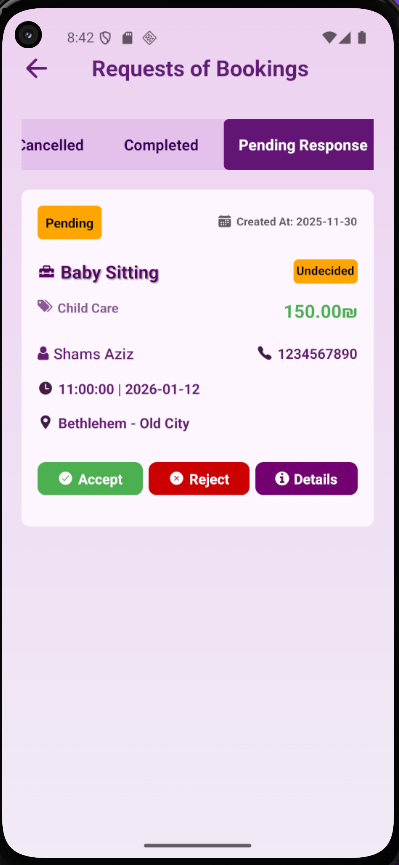 8:42
Requests of Bookings
Cancelled Completed Pending Response
Pending Created At: 2025-11-30
Baby Sitting Undecided
Child Care 150.00₪
Shams Aziz 1234567890
11:00:00 | 2026-01-12
Bethlehem - Old City
Accept Reject Details